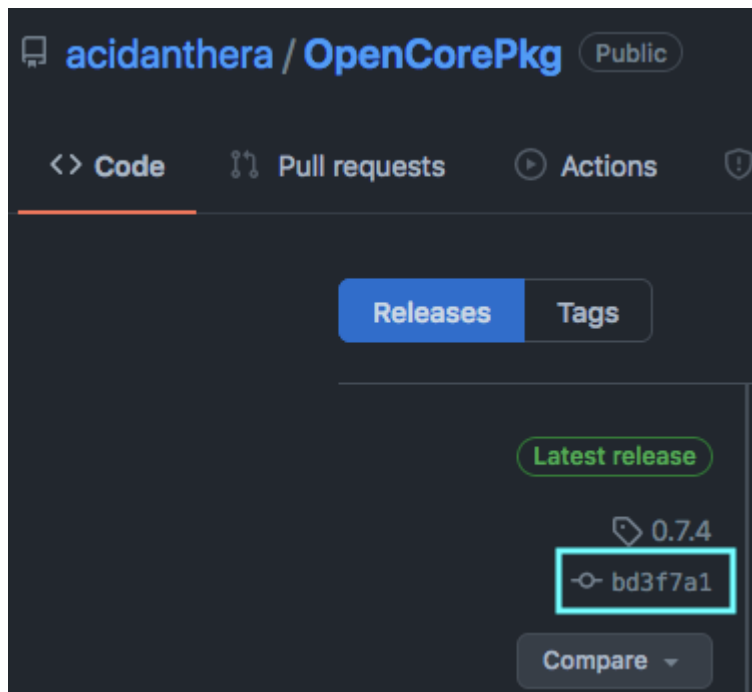 acidanthera / OpenCorePkg Public
<> Code Pull requests Actions
Releases Tags
Latest release
0.7.4
bd3f7a1
Compare